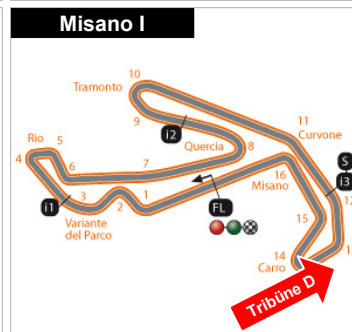 Misano I
10
Tramonto
11
Curvone
9
i2
Rio
5
Quercia
8
S
4
i3
6
7
16
Misano
12
i1
3
2
1
FL
15
Variante
del Parco
14
Carro
Tribüne D